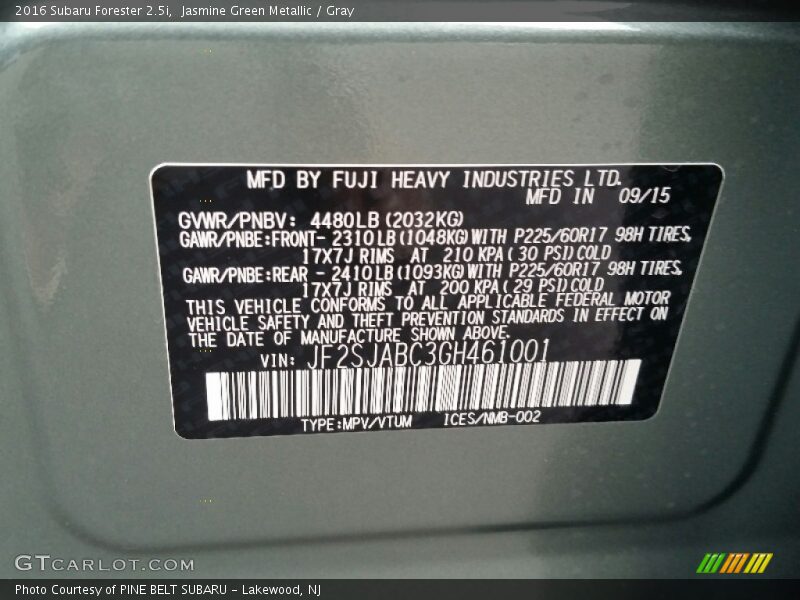 2016 Subaru Forester 2.5i,  Jasmine Green Metallic / Gray
MFD BY FUJI HEAVY INDUSTRIES LTD.
MFD IN 09/15
GVWR/PNBV: 4480LB (2032KG)
GAWR/PNBE:FRONT- 2310LB(1048KG)WITH P225/60R17 98H TIRES,
17X7J RIMS AT 210 KPA( 30 PSI)COLD
GAWR/PNBE:REAR - 2410LB(1093KG)WITH P225/60R17 98H TIRES,
17X7J RIMS AT 200 KPA( 29 PSI)COLD
THIS VEHICLE CONFORMS TO ALL APPLICABLE FEDERAL MOTOR
VEHICLE SAFETY AND THEFT PREVENTION STANDARDS IN EFFECT ON
THE DATE OF MANUFACTURE SHOWN ABOVE.
VIN: JF2SJABC3GH461001
TYPE:MPV/VTUM ICES/NMB-002
GTCARLOT.COM
Photo Courtesy of PINE BELT SUBARU - Lakewood, NJ